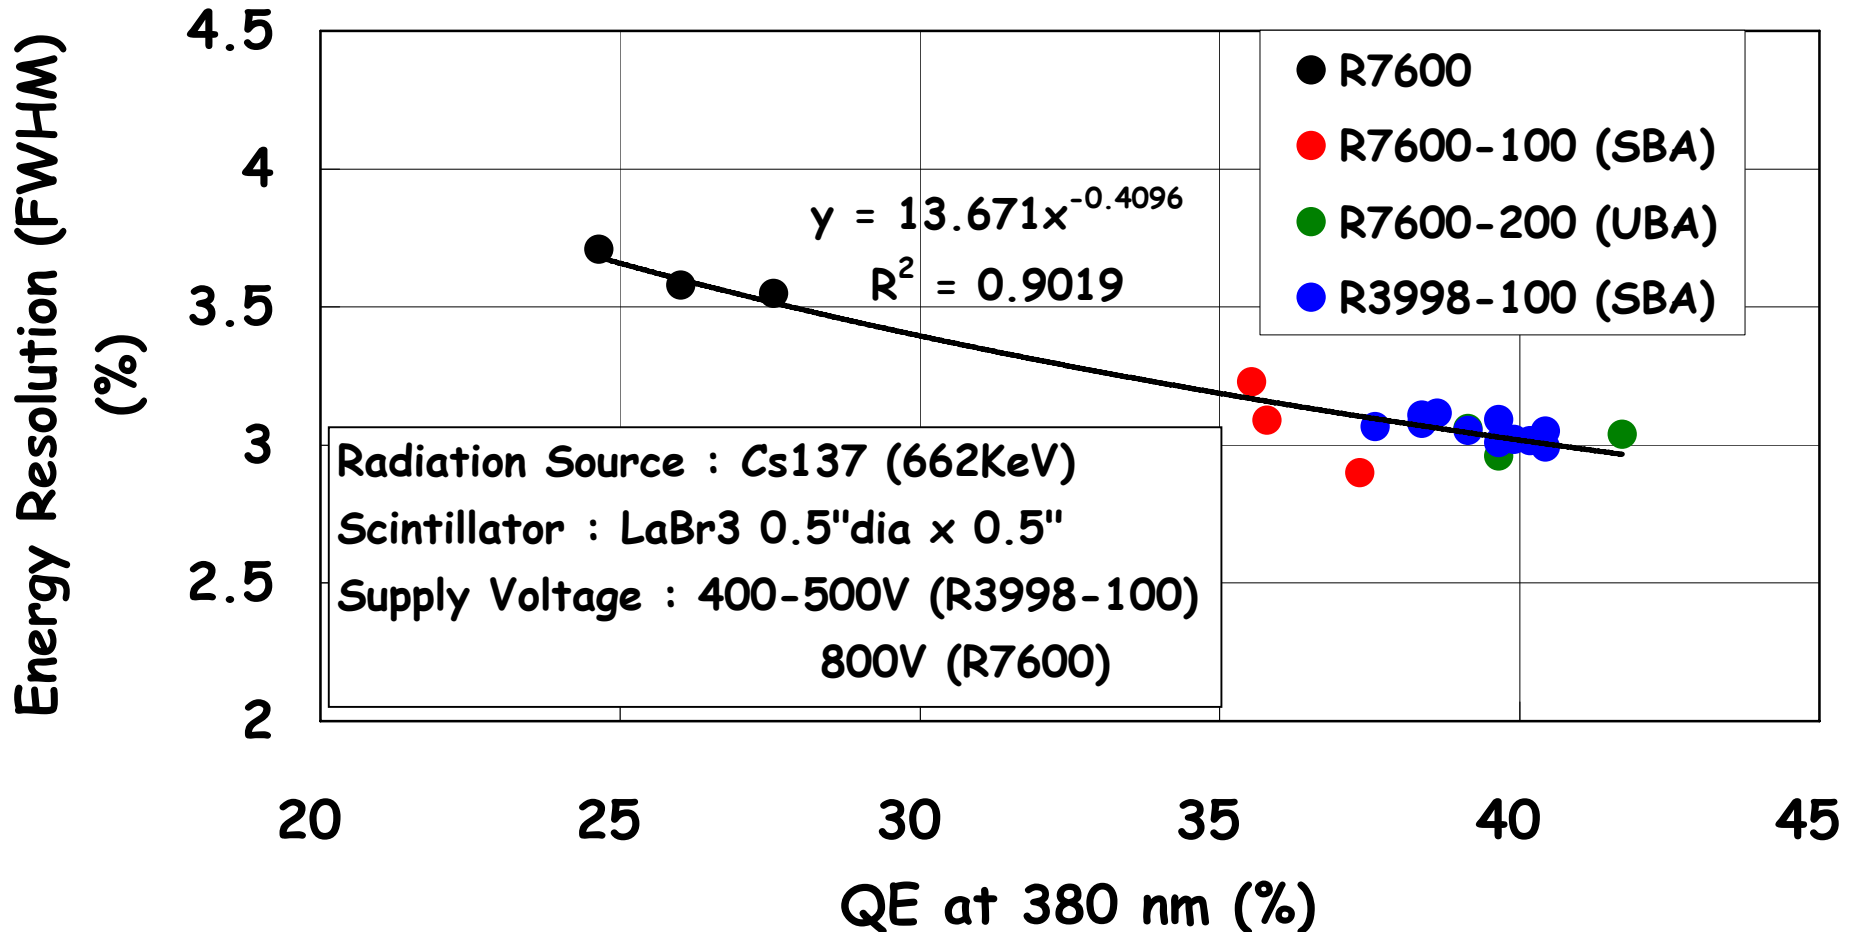 Energy Resolution (FWHM)
(%)
4.5
4
3.5
3
2.5
2
y = 13.671x^-0.4096
R² = 0.9019
R7600
R7600-100 (SBA)
R7600-200 (UBA)
R3998-100 (SBA)
Radiation Source : Cs137 (662KeV)
Scintillator : LaBr3 0.5"dia x 0.5"
Supply Voltage : 400-500V (R3998-100)
800V (R7600)
20 25 30 35 40 45
QE at 380 nm (%)